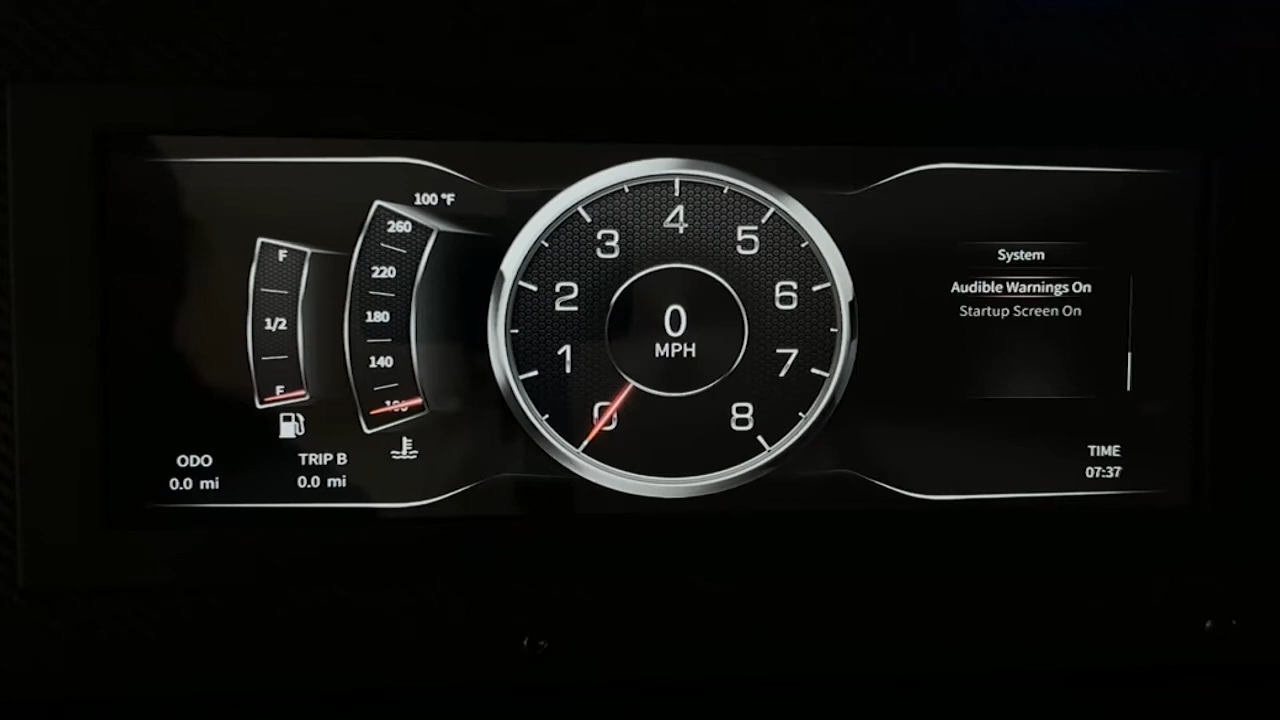 100 °F
260
220
180
140
F
1/2
ODO
0.0 mi
TRIP B
0.0 mi
0
1
2
3
4
5
6
7
8
0
MPH
System
Audible Warnings On
Startup Screen On
TIME
07:37